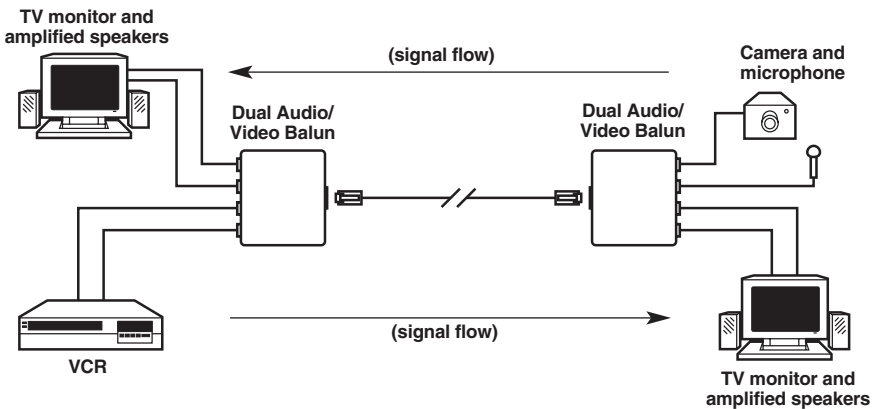 TV monitor and
amplified speakers
(signal flow)
Camera and
microphone
Dual Audio/
Video Balun
Dual Audio/
Video Balun
(signal flow)
VCR
TV monitor and
amplified speakers